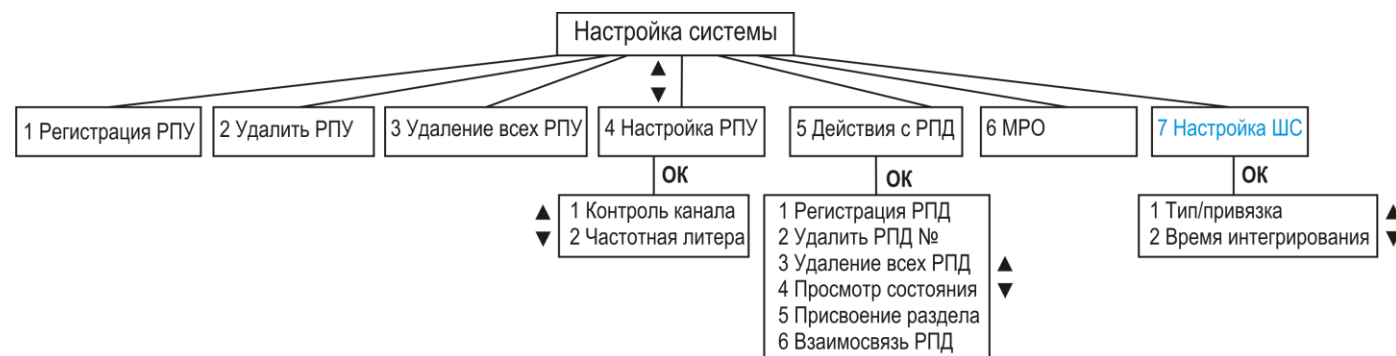 Настройка системы
1 Регистрация РПУ
2 Удалить РПУ
3 Удаление всех РПУ
4 Настройка РПУ
5 Действия с РПД
6 МРО
7 Настройка ШС
ОК
ОК
ОК
1 Контроль канала
2 Частотная литера
1 Регистрация РПД
2 Удалить РПД №
3 Удаление всех РПД
4 Просмотр состояния
5 Присвоение раздела
6 Взаимосвязь РПД
1 Тип/привязка
2 Время интегрирования